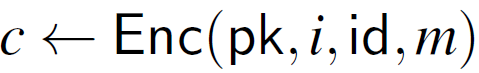 c ← Enc(pk, i, id, m)